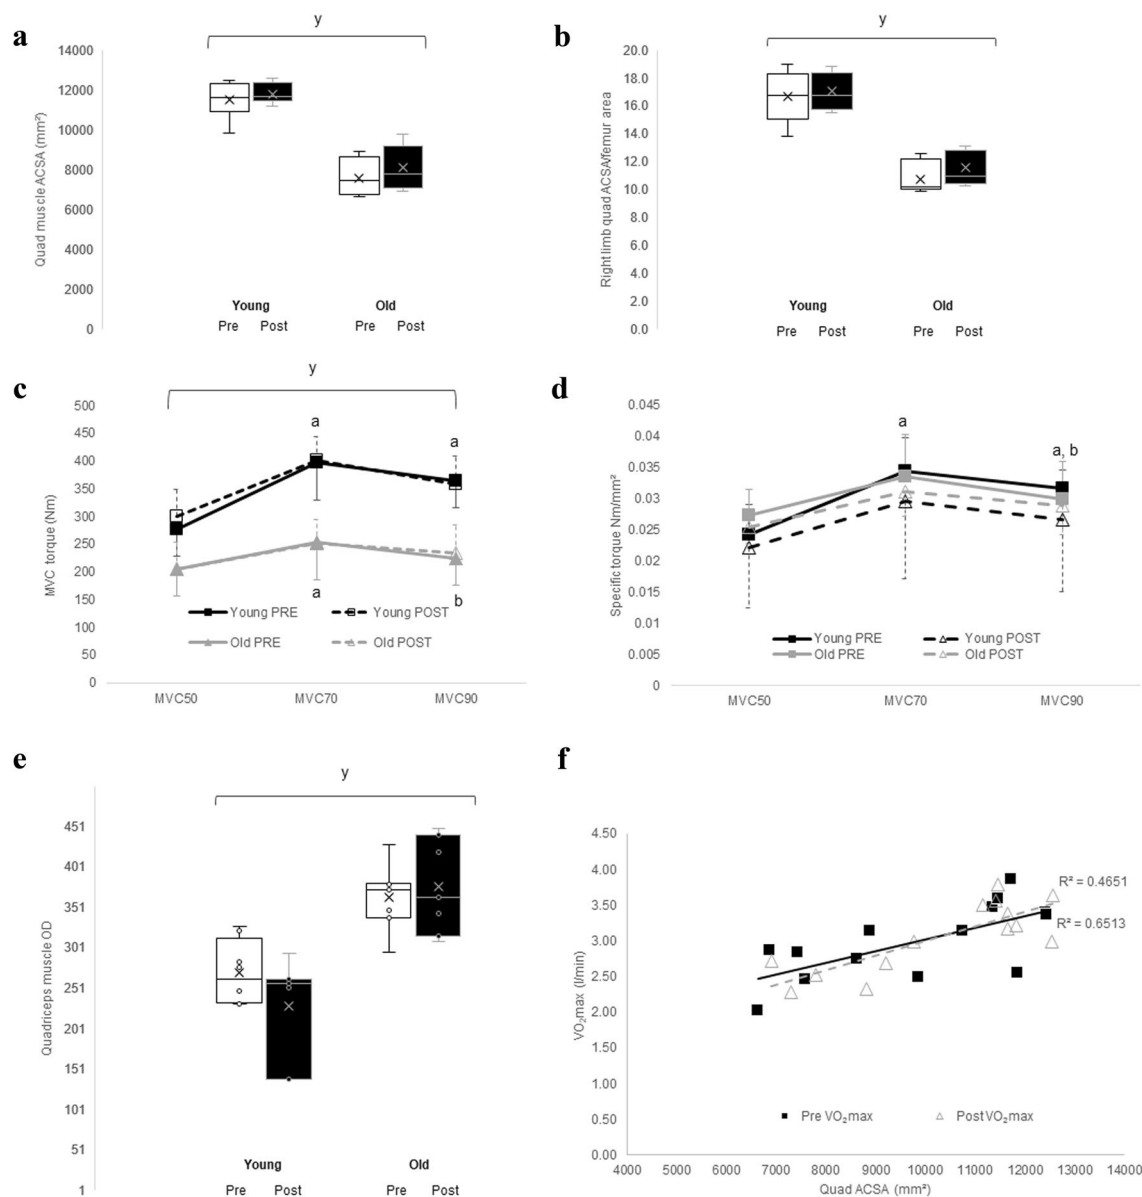 a
y
Quad muscle ACSA (mm²)
14000
12000
10000
8000
6000
4000
2000
0
Young Old
Pre Post Pre Post
b
y
Right limb quad ACSA/femur area
20.0
18.0
16.0
14.0
12.0
10.0
8.0
6.0
4.0
2.0
0.0
Young Old
Pre Post Pre Post
c
y
MVC torque (Nm)
500
450
400
350
300
250
200
150
100
50
0
a
a
a
b
Young PRE Young POST
Old PRE Old POST
MVC50 MVC70 MVC90
d
Specific torque Nm/mm²
0.045
0.04
0.035
0.03
0.025
0.02
0.015
0.01
0.005
0
a
a, b
Young PRE Young POST
Old PRE Old POST
MVC50 MVC70 MVC90
e
y
Quadriceps muscle OD
451
401
351
301
251
201
151
101
51
1
Young Old
Pre Post Pre Post
f
VO₂max (l/min)
4.50
4.00
3.50
3.00
2.50
2.00
1.50
1.00
0.50
0.00
R² = 0.4651
R² = 0.6513
Pre VO₂max Post VO₂max
4000 5000 6000 7000 8000 9000 10000 11000 12000 13000 14000
Quad ACSA (mm²)